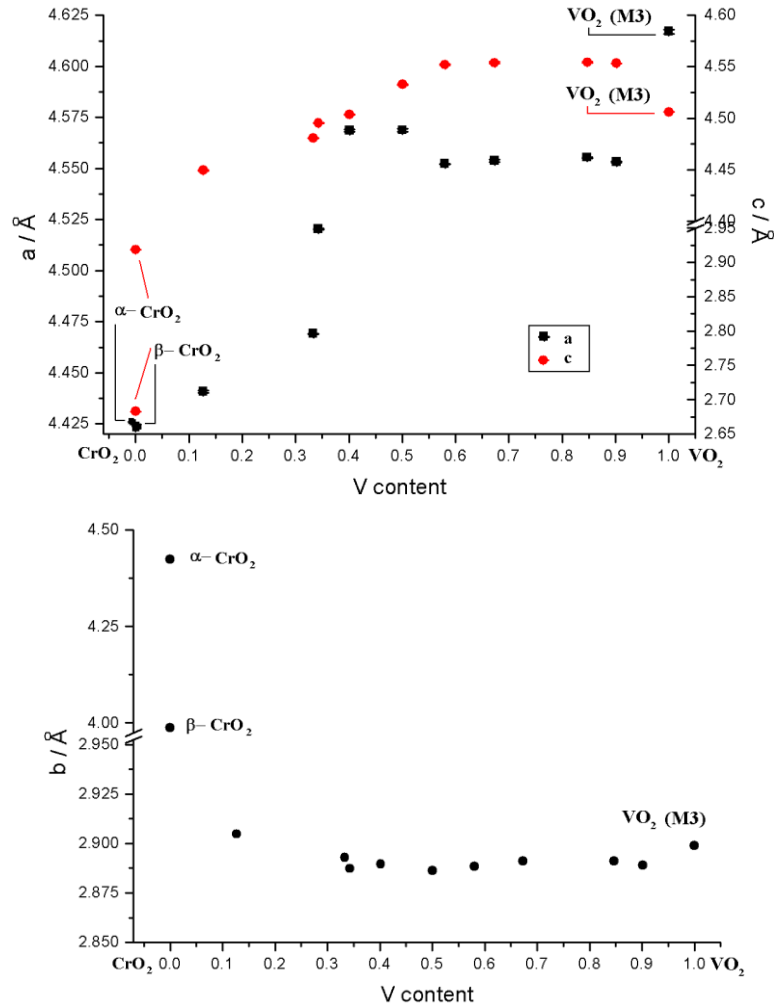 4.625
4.600
4.575
4.550
4.525
4.500
4.475
4.450
4.425
a / Å
4.60
4.55
4.50
4.45
4.40
2.95
2.90
2.85
2.80
2.75
2.70
2.65
c / Å
VO₂ (M3)
VO₂ (M3)
α– CrO₂
β– CrO₂
a
c
CrO₂ 0.0 0.1 0.2 0.3 0.4 0.5 0.6 0.7 0.8 0.9 1.0 VO₂
V content
4.50
4.25
4.00
2.950
2.925
2.900
2.875
2.850
b / Å
α– CrO₂
β– CrO₂
VO₂ (M3)
CrO₂ 0.0 0.1 0.2 0.3 0.4 0.5 0.6 0.7 0.8 0.9 1.0 VO₂
V content